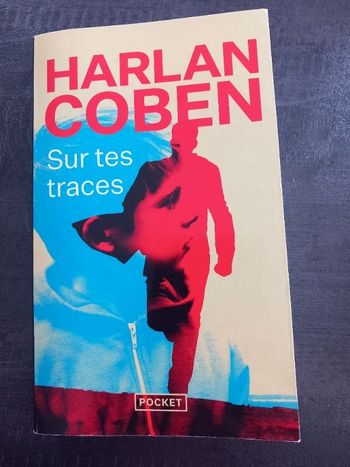 HARLAN
COBEN
Sur tes
traces
POCKET